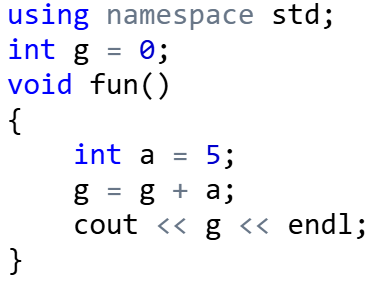 using namespace std;
int g = 0;
void fun()
{
    int a = 5;
    g = g + a;
    cout << g << endl;
}